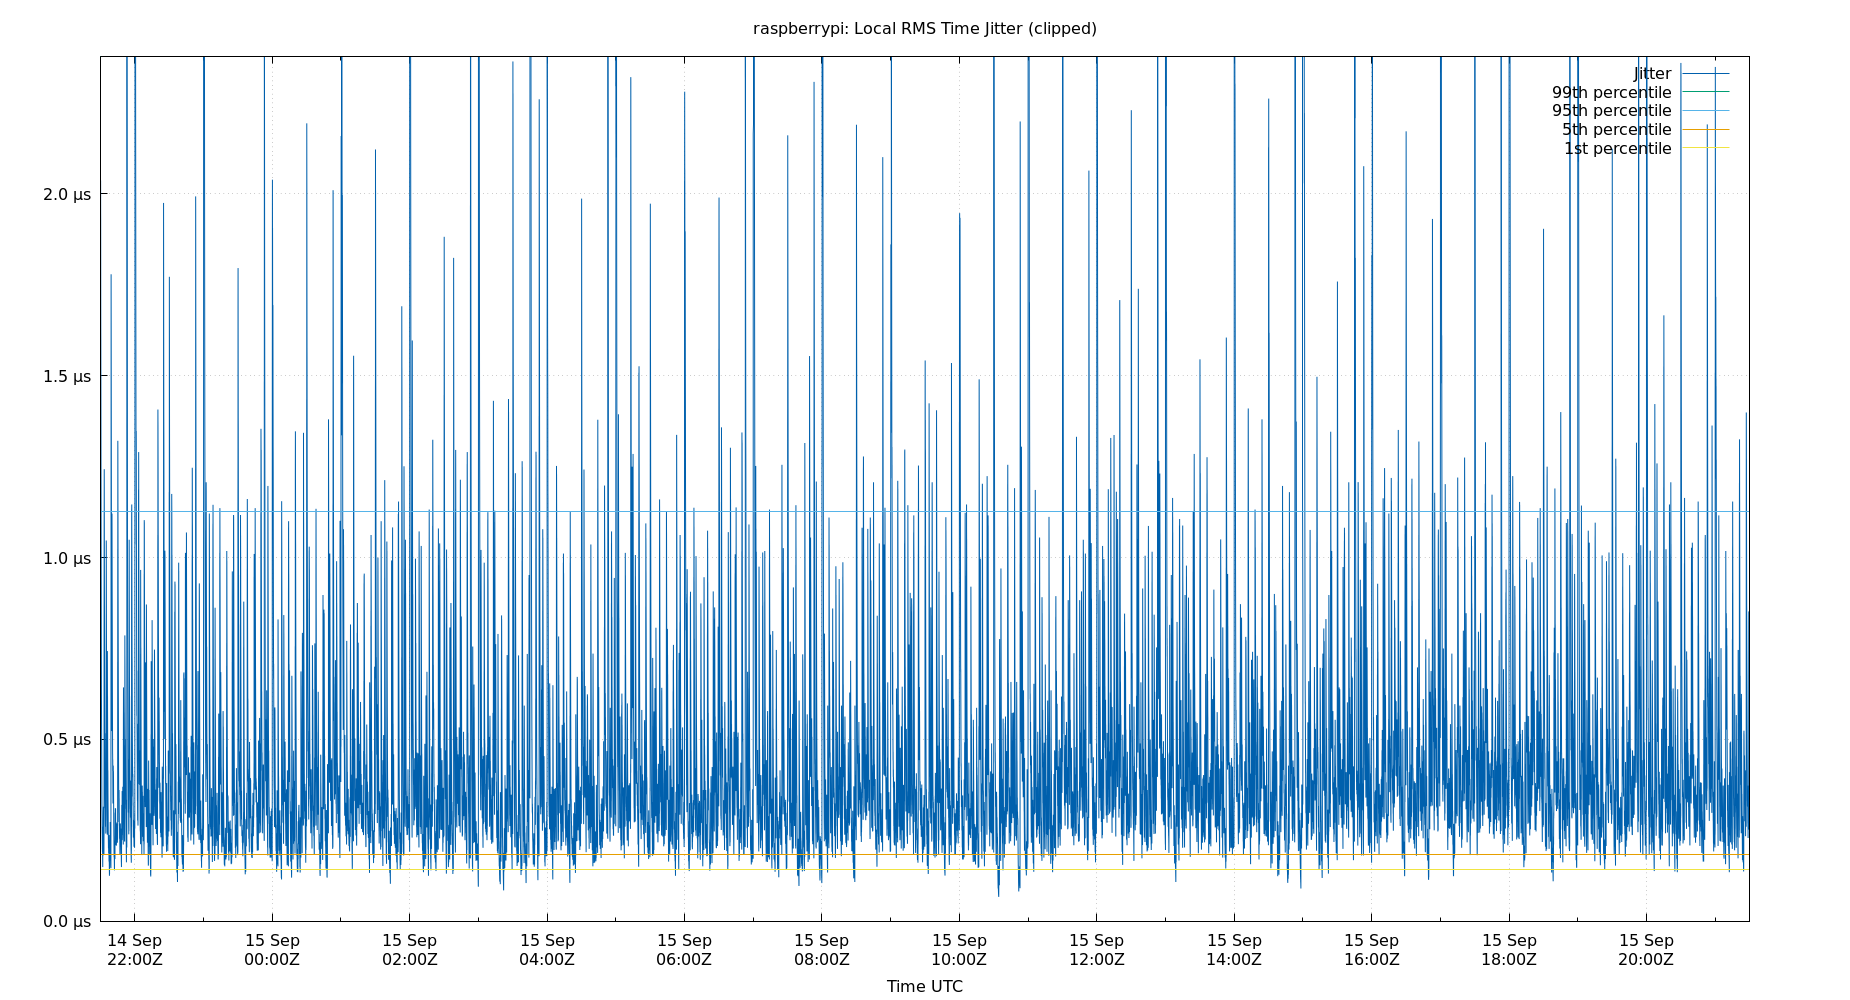 raspberrypi: Local RMS Time Jitter (clipped)
Jitter
99th percentile
95th percentile
5th percentile
1st percentile
2.0 µs
1.5 µs
1.0 µs
0.5 µs
0.0 µs
14 Sep 15 Sep 15 Sep 15 Sep 15 Sep 15 Sep 15 Sep 15 Sep 15 Sep 15 Sep 15 Sep 15 Sep
22:00Z 00:00Z 02:00Z 04:00Z 06:00Z 08:00Z 10:00Z 12:00Z 14:00Z 16:00Z 18:00Z 20:00Z
Time UTC